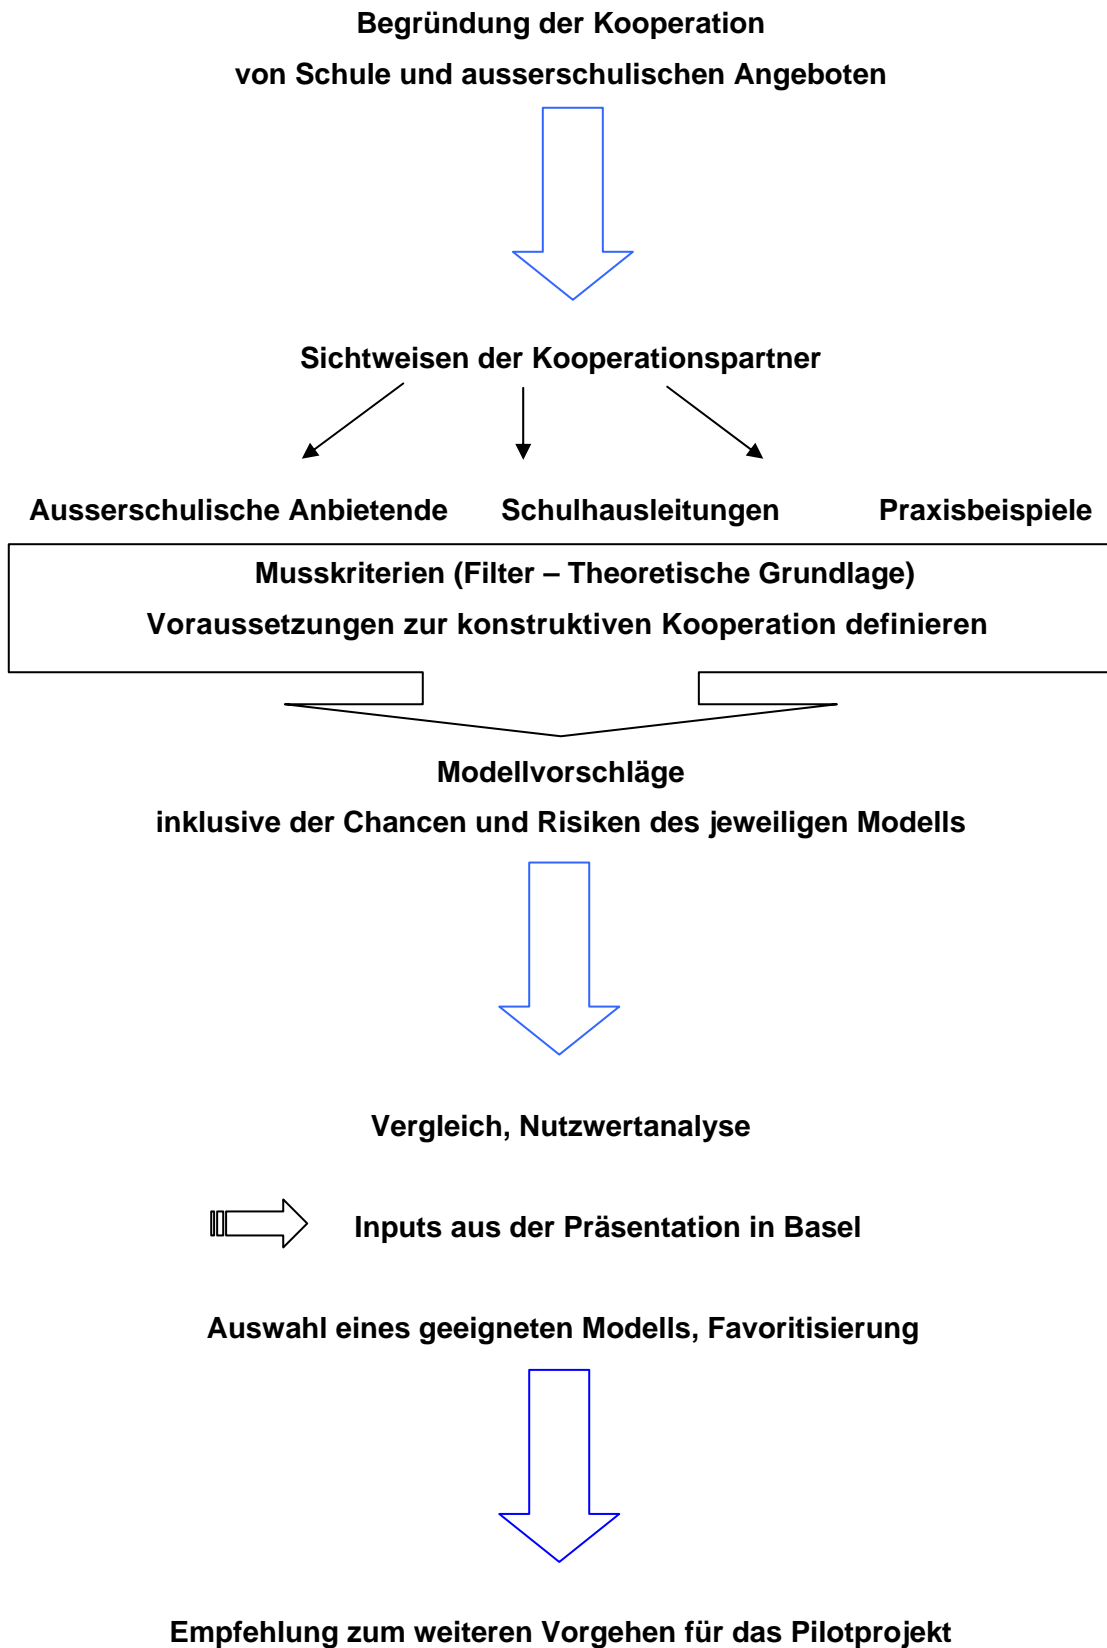 Begründung der Kooperation
von Schule und ausserschulischen Angeboten
Sichtweisen der Kooperationspartner
Ausserschulische Anbietende Schulhausleitungen Praxisbeispiele
Musskriterien (Filter – Theoretische Grundlage)
Voraussetzungen zur konstruktiven Kooperation definieren
Modellvorschläge
inklusive der Chancen und Risiken des jeweiligen Modells
Vergleich, Nutzwertanalyse
Inputs aus der Präsentation in Basel
Auswahl eines geeigneten Modells, Favoritisierung
Empfehlung zum weiteren Vorgehen für das Pilotprojekt